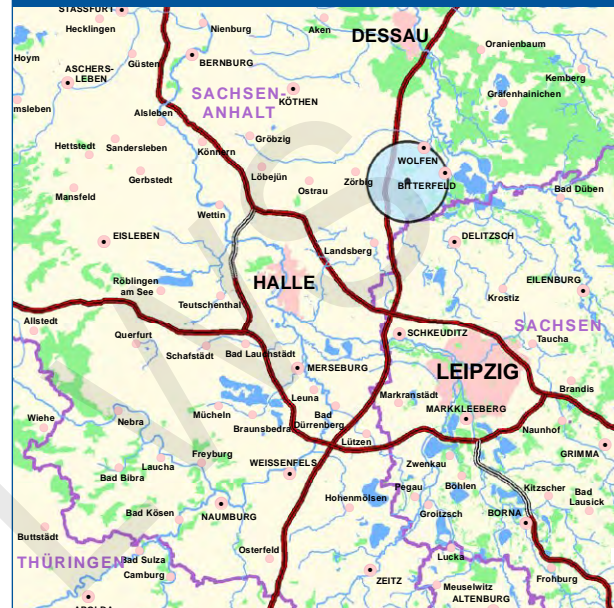 STASSFURT
Hecklingen
Nienburg
Aken
DESSAU
Oranienbaum
Hoym
Güsten
BERNBURG
ASCHERS-
LEBEN
Kemberg
SACHSEN-
ANHALT
KÖTHEN
Gräfenhainichen
msleben
Alsleben
Gröbzig
Hettstedt
Sandersleben
Könnern
WOLFEN
Gerbstedt
Löbejün
Ostrau
Zörbig
BITTERFELD
Mansfeld
Bad Düben
Wettin
EISLEBEN
Landsberg
DELITZSCH
Röblingen
am See
HALLE
EILENBURG
Teutschenthal
Krostiz
Allstedt
Querfurt
SCHKEUDITZ
SACHSEN
Taucha
Schafstädt
Bad Lauchstädt
MERSEBURG
LEIPZIG
Leuna
Markranstädt
Brandis
Wiehe
Nebra
Mücheln
Braunsbedra
Bad
Dürrenberg
MARKKLEEBERG
Lützen
Naunhof
Freyburg
GRIMMA
Laucha
Bad Bibra
WEISSENFELS
Zwenkau
Pegau
Böhlen
Kitzscher
Hohenmölsen
Bad
Lausick
Bad Kösen
NAUMBURG
Groitzsch
BORNA
Buttstädt
Osterfeld
Lucka
THÜRINGEN
Bad Sulza
Camburg
ZEITZ
Meuselwitz
Frohburg
ALTENBURG